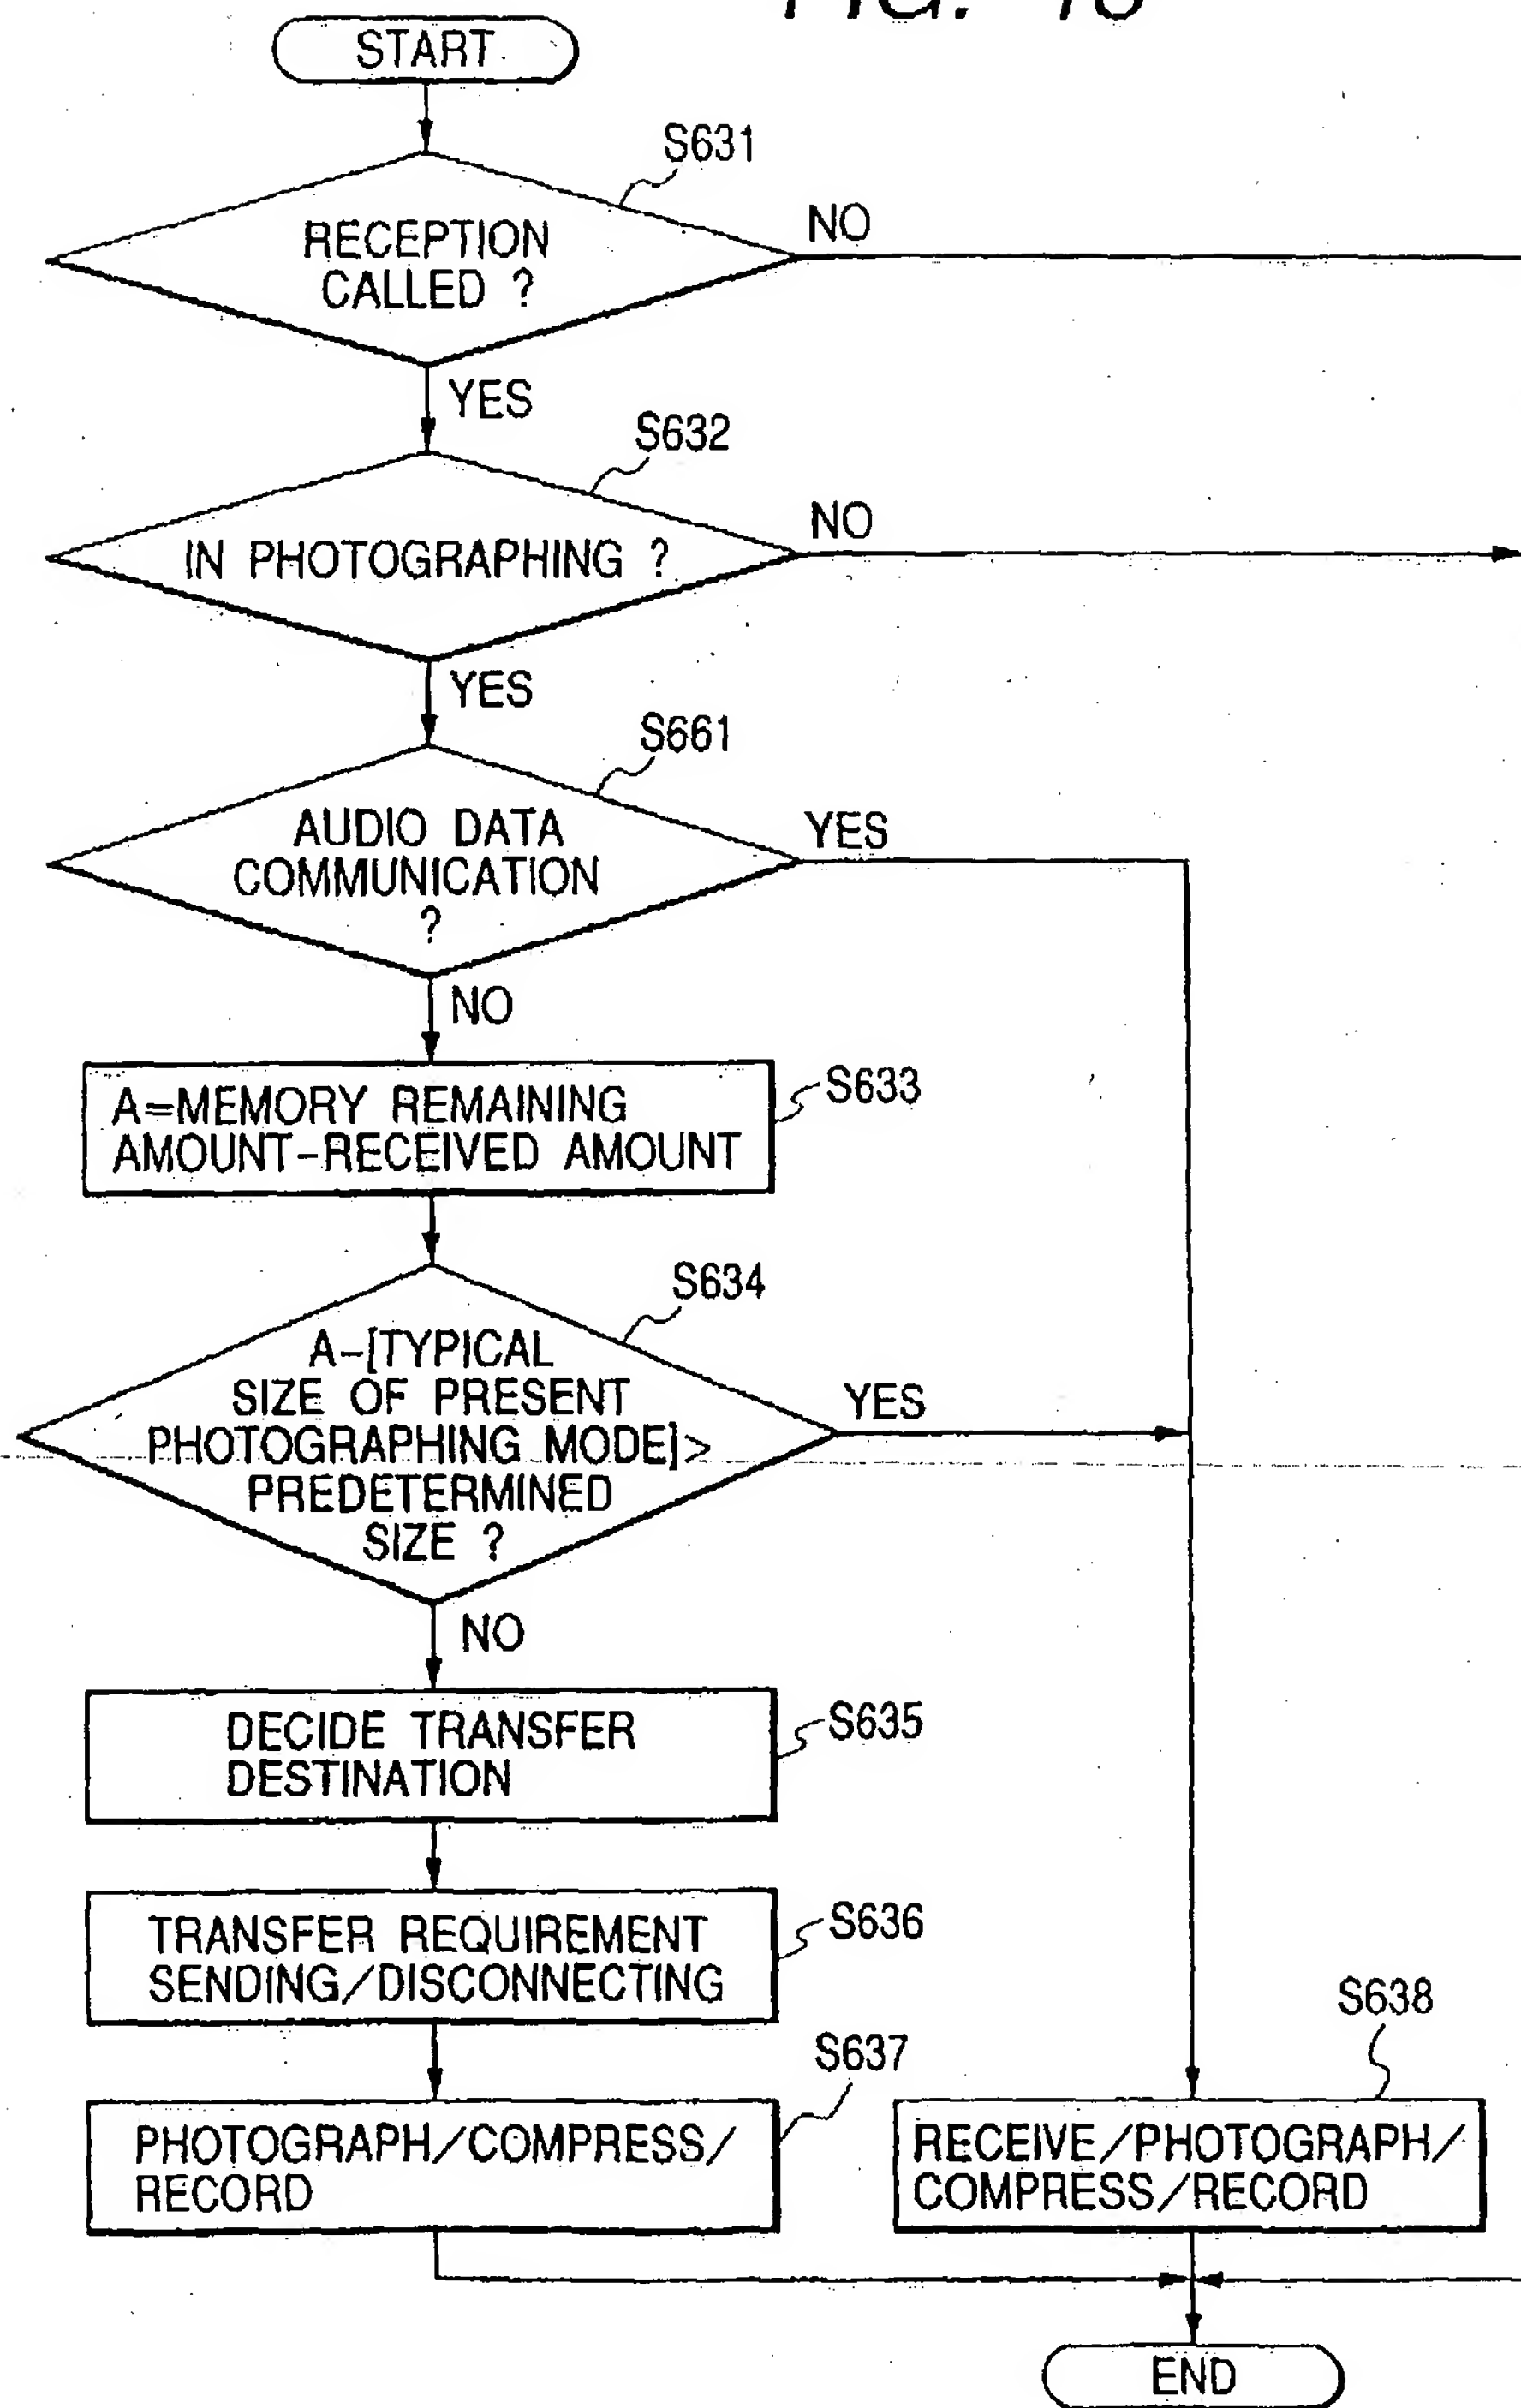 START
S631
RECEPTION
CALLED ?
NO
YES
S632
IN PHOTOGRAPHING ?
NO
YES
S661
AUDIO DATA
COMMUNICATION
?
YES
NO
A=MEMORY REMAINING
AMOUNT-RECEIVED AMOUNT
S633
S634
A-[TYPICAL
SIZE OF PRESENT
PHOTOGRAPHING MODE]>
PREDETERMINED
SIZE ?
YES
NO
DECIDE TRANSFER
DESTINATION
S635
TRANSFER REQUIREMENT
SENDING/DISCONNECTING
S636
S637
PHOTOGRAPH/COMPRESS/
RECORD
S638
RECEIVE/PHOTOGRAPH/
COMPRESS/RECORD
END